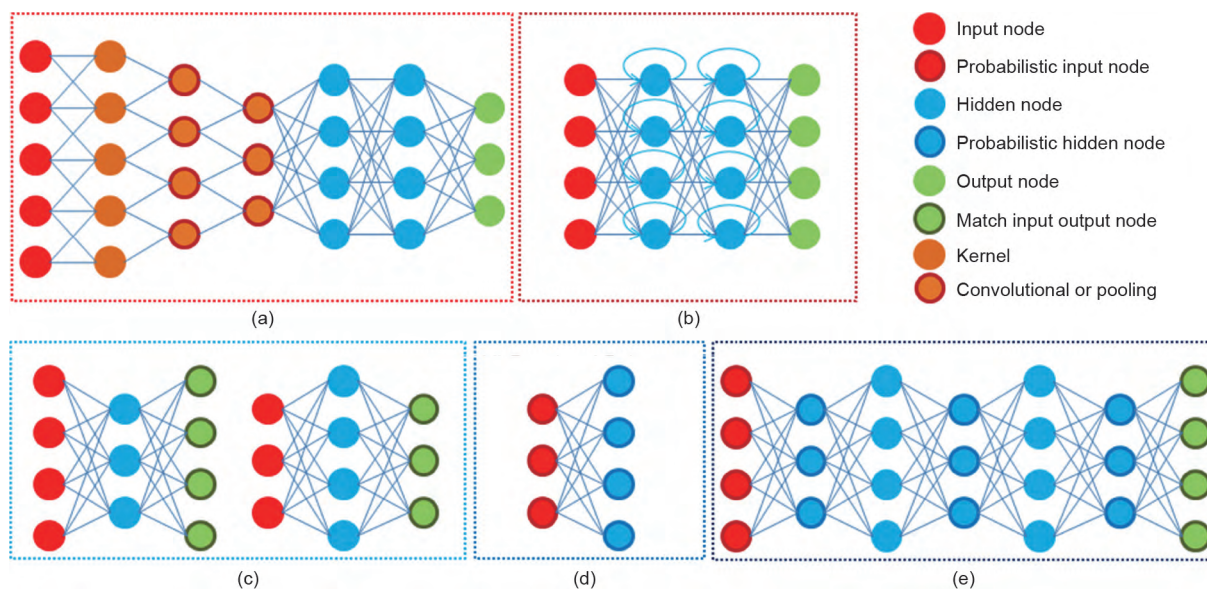 Input node
Probabilistic input node
Hidden node
Probabilistic hidden node
Output node
Match input output node
Kernel
Convolutional or pooling
(a)
(b)
(c)
(d)
(e)